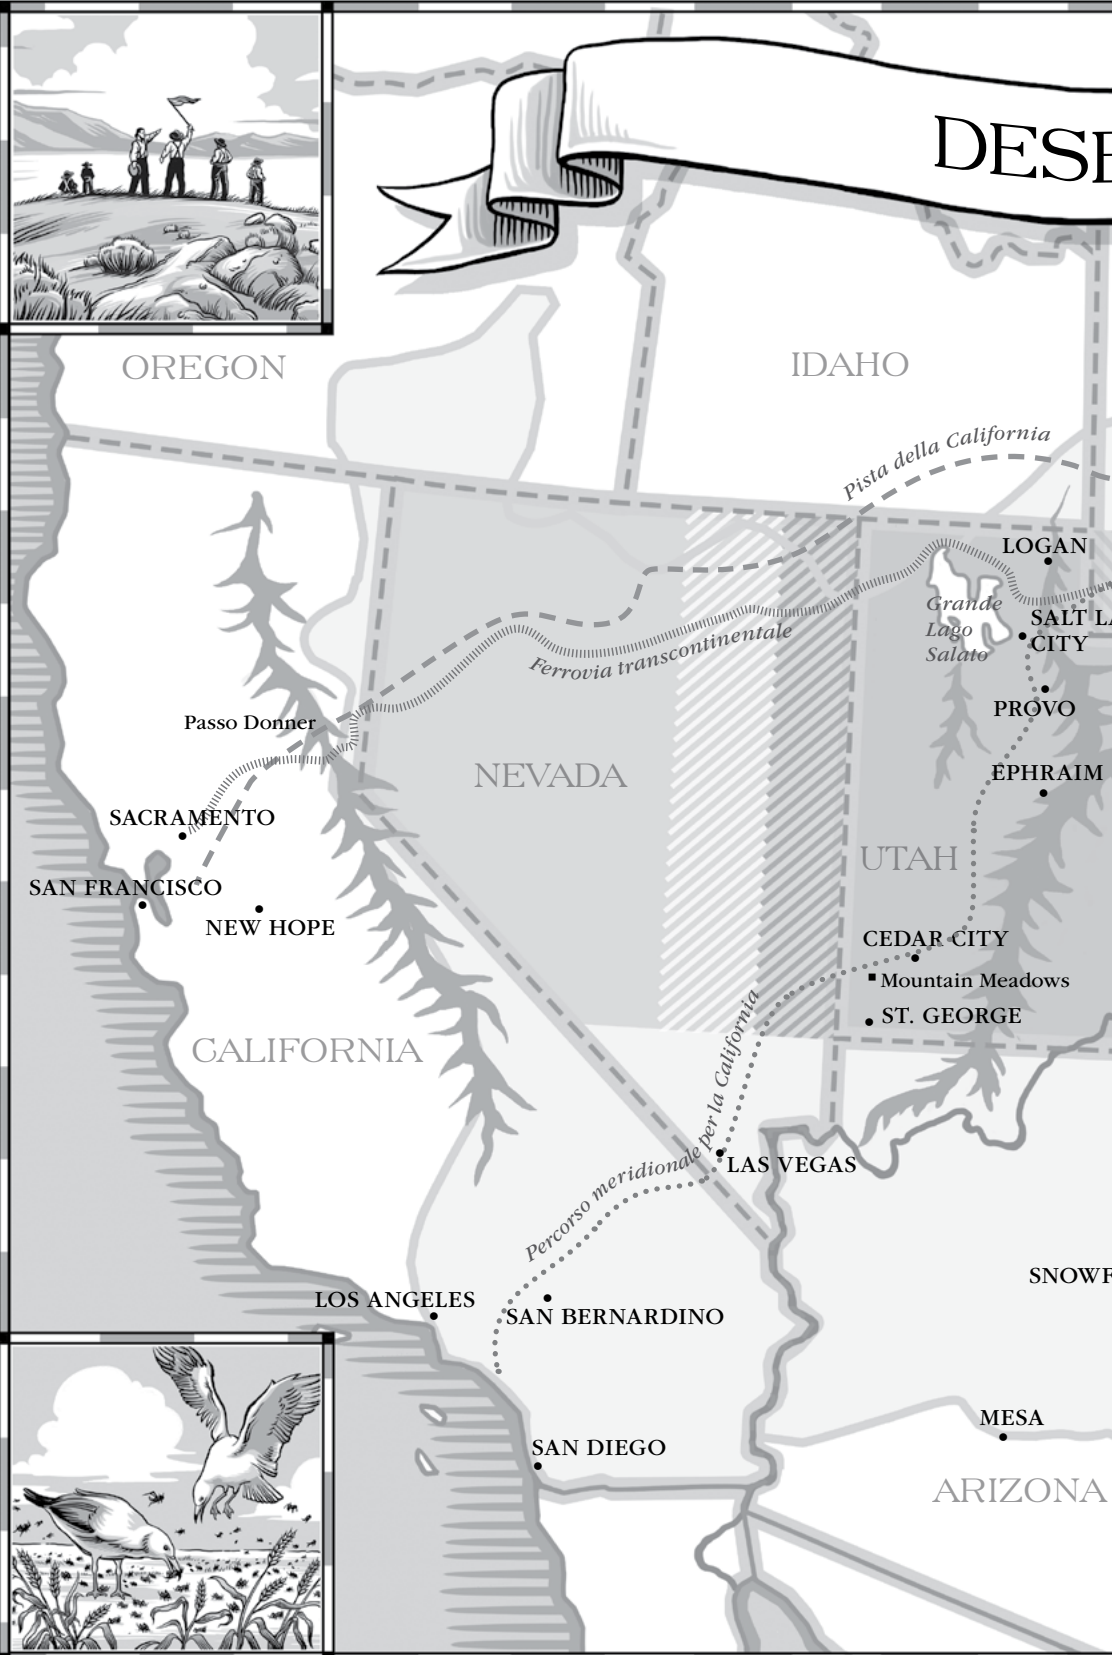 DESE
OREGON
IDAHO
Pista della California
LOGAN
Grande
Lago
Salato
SALT LA
CITY
Ferrovia transcontinentale
PROVO
Passo Donner
NEVADA
EPHRAIM
SACRAMENTO
UTAH
SAN FRANCISCO
NEW HOPE
CEDAR CITY
Mountain Meadows
ST. GEORGE
CALIFORNIA
Percorso meridionale per la California
LAS VEGAS
SNOWF
LOS ANGELES
SAN BERNARDINO
MESA
SAN DIEGO
ARIZONA